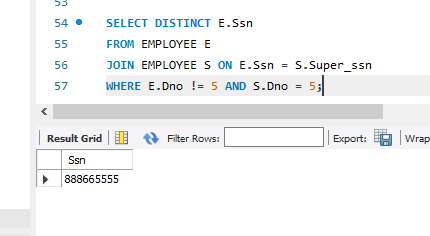 53
54 SELECT DISTINCT E.Ssn
55 FROM EMPLOYEE E
56 JOIN EMPLOYEE S ON E.Ssn = S.Super_ssn
57 WHERE E.Dno != 5 AND S.Dno = 5;
Result Grid Filter Rows: Export: Wrap
Ssn
888665555